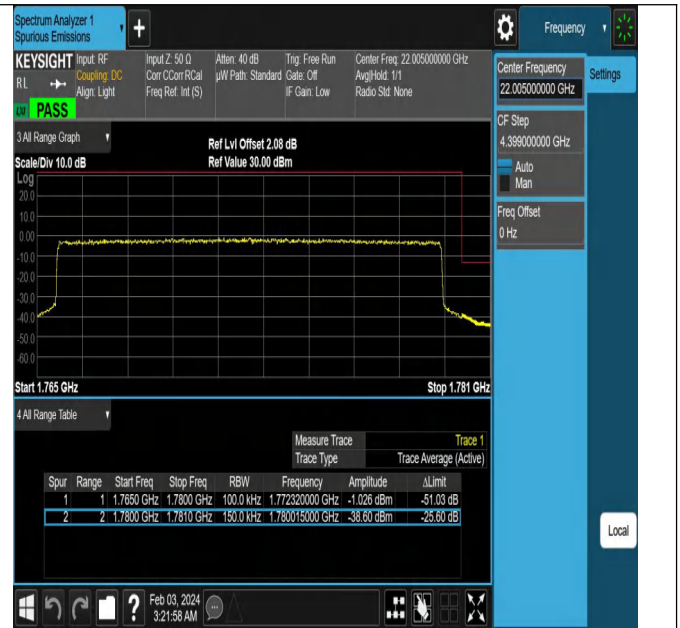 Spectrum Analyzer 1
Spurious Emissions
Frequency
KEYSIGHT Input: RF Input Z: 50 Ω Atten: 40 dB Trig: Free Run Center Freq: 22.005000000 GHz
RL Coupling: DC Corr CCorr RCal µW Path: Standard Gate: Off Avg|Hold: 1/1
Align: Light Freq Ref: Int (S) IF Gain: Low Radio Std: None
PASS
Center Frequency
22.005000000 GHz
Settings
CF Step
4.399000000 GHz
Auto
Man
Freq Offset
0 Hz
3 All Range Graph
Ref Lvl Offset 2.08 dB
Scale/Div 10.0 dB Ref Value 30.00 dBm
Log
20.0
10.0
0.00
-10.0
-20.0
-30.0
-40.0
-50.0
-60.0
Start 1.765 GHz Stop 1.781 GHz
4 All Range Table
Measure Trace Trace 1
Trace Type Trace Average (Active)
Spur Range Start Freq Stop Freq RBW Frequency Amplitude ΔLimit
1 1 1.7650 GHz 1.7800 GHz 100.0 kHz 1.772320000 GHz -1.026 dBm -51.03 dB
2 2 1.7800 GHz 1.7810 GHz 150.0 kHz 1.780015000 GHz -38.60 dBm -25.60 dB
Local
Feb 03, 2024
3:21:58 AM